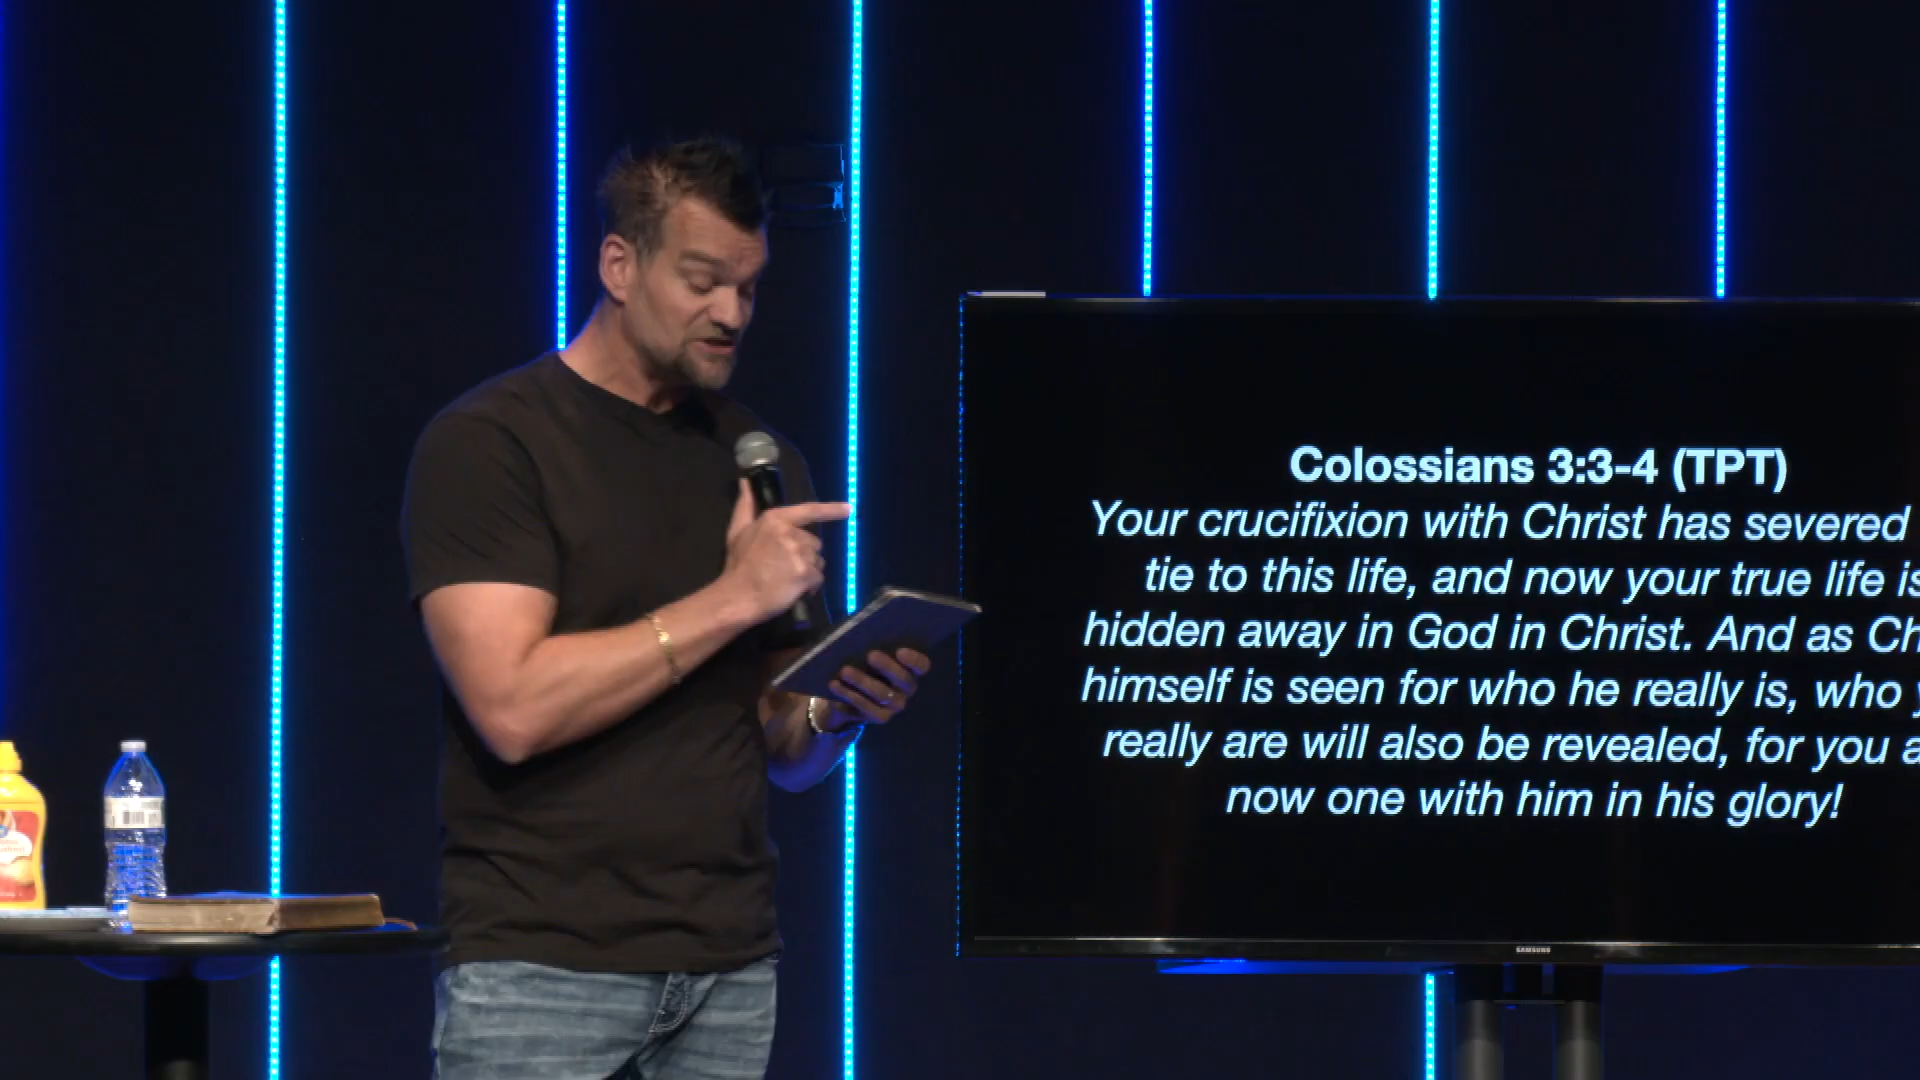 Colossians 3:3-4 (TPT)
Your crucifixion with Christ has severed
tie to this life, and now your true life is
hidden away in God in Christ. And as Ch
himself is seen for who he really is, who y
really are will also be revealed, for you a
now one with him in his glory!
SAMSUNG